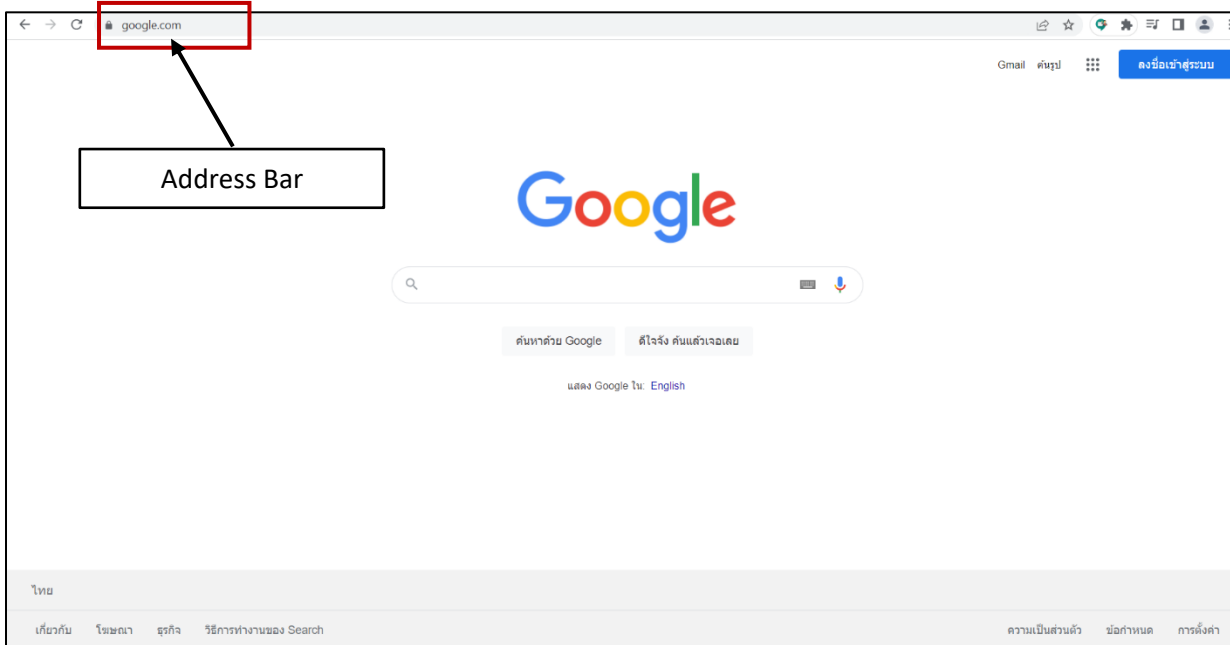 google.com
Gmail ค้นรูป
ลงชื่อเข้าสู่ระบบ
Address Bar
Google
ค้นหาด้วย Google ดีใจจัง ค้นแล้วเจอเลย
แสดง Google ใน: English
ไทย
เกี่ยวกับ โฆษณา ธุรกิจ วิธีการทำงานของ Search ความเป็นส่วนตัว ข้อกำหนด การตั้งค่า